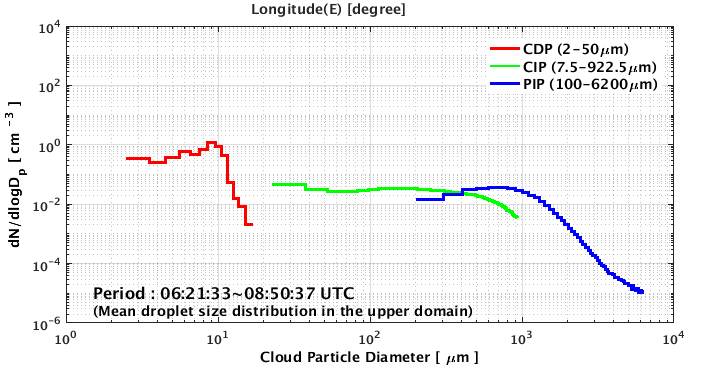 Longitude(E) [degree]
10^4
10^2
10^0
10^-2
10^-4
10^-6
dN/dlogD_p [ cm^-3 ]
CDP (2-50μm)
CIP (7.5-922.5μm)
PIP (100-6200μm)
Period : 06:21:33~08:50:37 UTC
(Mean droplet size distribution in the upper domain)
10^0 10^1 10^2 10^3 10^4
Cloud Particle Diameter [ μm ]